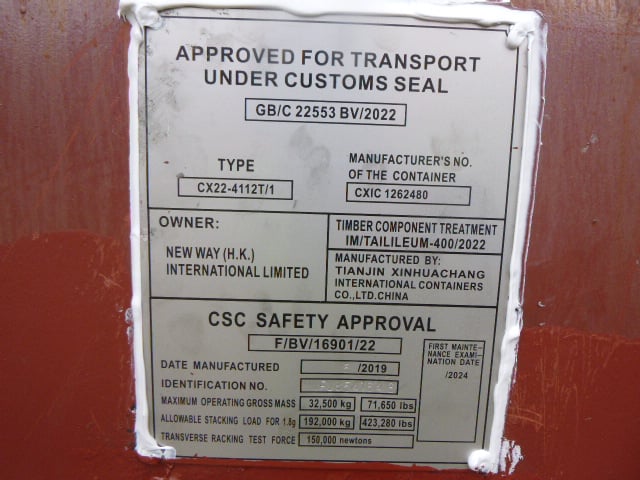 APPROVED FOR TRANSPORT
UNDER CUSTOMS SEAL
GB/C 22553 BV/2022
TYPE
CX22-4112T/1
MANUFACTURER'S NO.
OF THE CONTAINER
CXIC 1262480
OWNER:
NEW WAY (H.K.)
INTERNATIONAL LIMITED
TIMBER COMPONENT TREATMENT
IM/TAILILEUM-400/2022
MANUFACTURED BY:
TIANJIN XINHUACHANG
INTERNATIONAL CONTAINERS
CO.,LTD.CHINA
CSC SAFETY APPROVAL
F/BV/16901/22
DATE MANUFACTURED /2019
IDENTIFICATION NO.
MAXIMUM OPERATING GROSS MASS 32,500 kg 71,650 lbs
ALLOWABLE STACKING LOAD FOR 1.8g 192,000 kg 423,280 lbs
TRANSVERSE RACKING TEST FORCE 150,000 newtons
FIRST MAINTE-
NANCE EXAMI-
NATION DATE
/2024